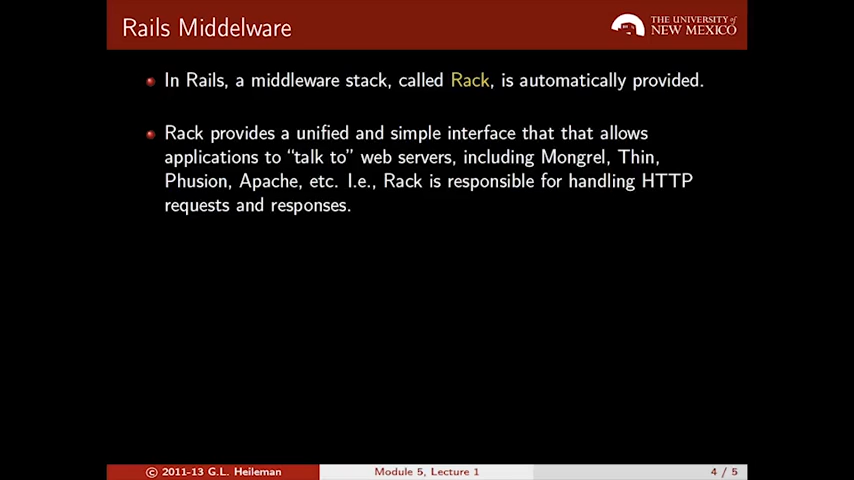 Rails Middelware
THE UNIVERSITY of
NEW MEXICO
In Rails, a middleware stack, called Rack, is automatically provided.
Rack provides a unified and simple interface that that allows
applications to “talk to” web servers, including Mongrel, Thin,
Phusion, Apache, etc. I.e., Rack is responsible for handling HTTP
requests and responses.
© 2011-13 G.L. Heileman
Module 5, Lecture 1
4 / 5